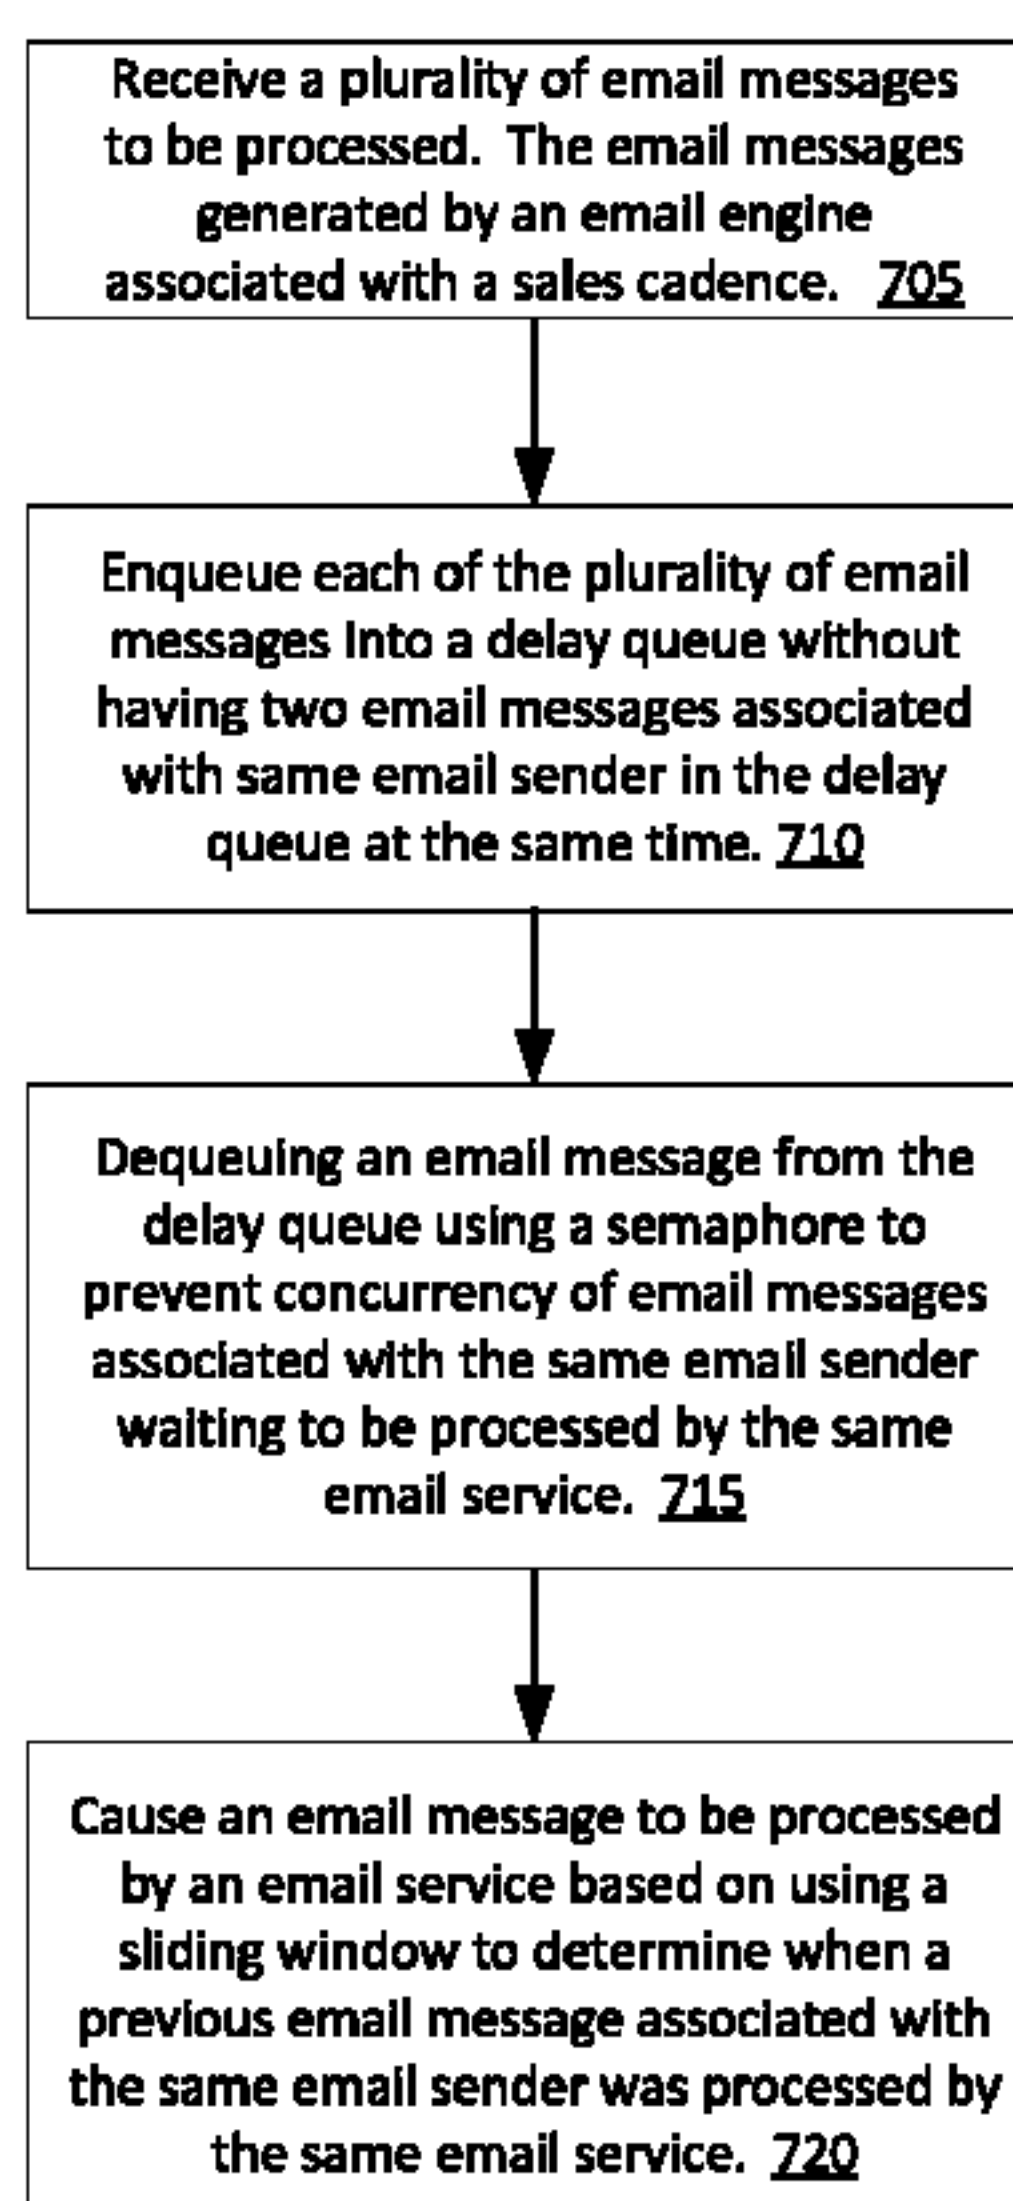 Receive a plurality of email messages
to be processed. The email messages
generated by an email engine
associated with a sales cadence. 705
Enqueue each of the plurality of email
messages into a delay queue without
having two email messages associated
with same email sender in the delay
queue at the same time. 710
Dequeuing an email message from the
delay queue using a semaphore to
prevent concurrency of email messages
associated with the same email sender
waiting to be processed by the same
email service. 715
Cause an email message to be processed
by an email service based on using a
sliding window to determine when a
previous email message associated with
the same email sender was processed by
the same email service. 720